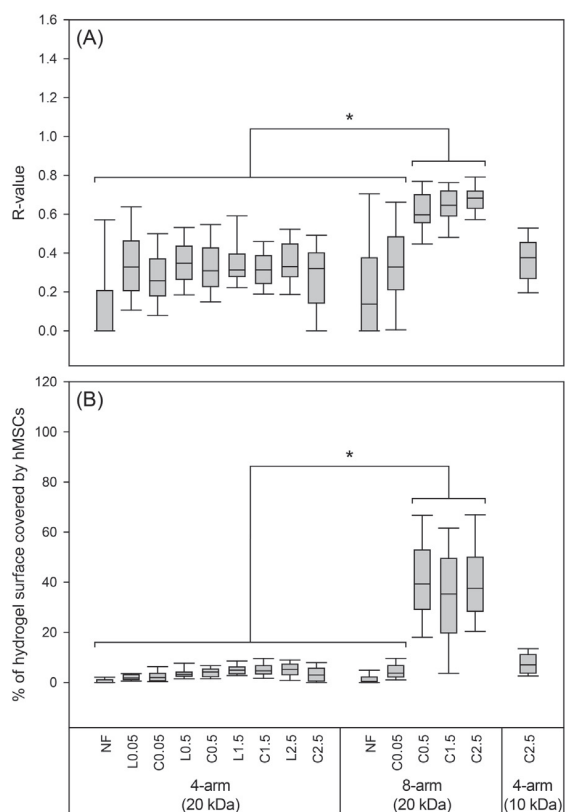 (A)
R-value
1.6
1.4
1.2
1.0
0.8
0.6
0.4
0.2
0.0
*
(B)
% of hydrogel surface covered by hMSCs
120
100
80
60
40
20
0
*
NF
L0.05
C0.05
L0.5
C0.5
L1.5
C1.5
L2.5
C2.5
NF
C0.05
C0.5
C1.5
C2.5
C2.5
4-arm
(20 kDa)
8-arm
(20 kDa)
4-arm
(10 kDa)